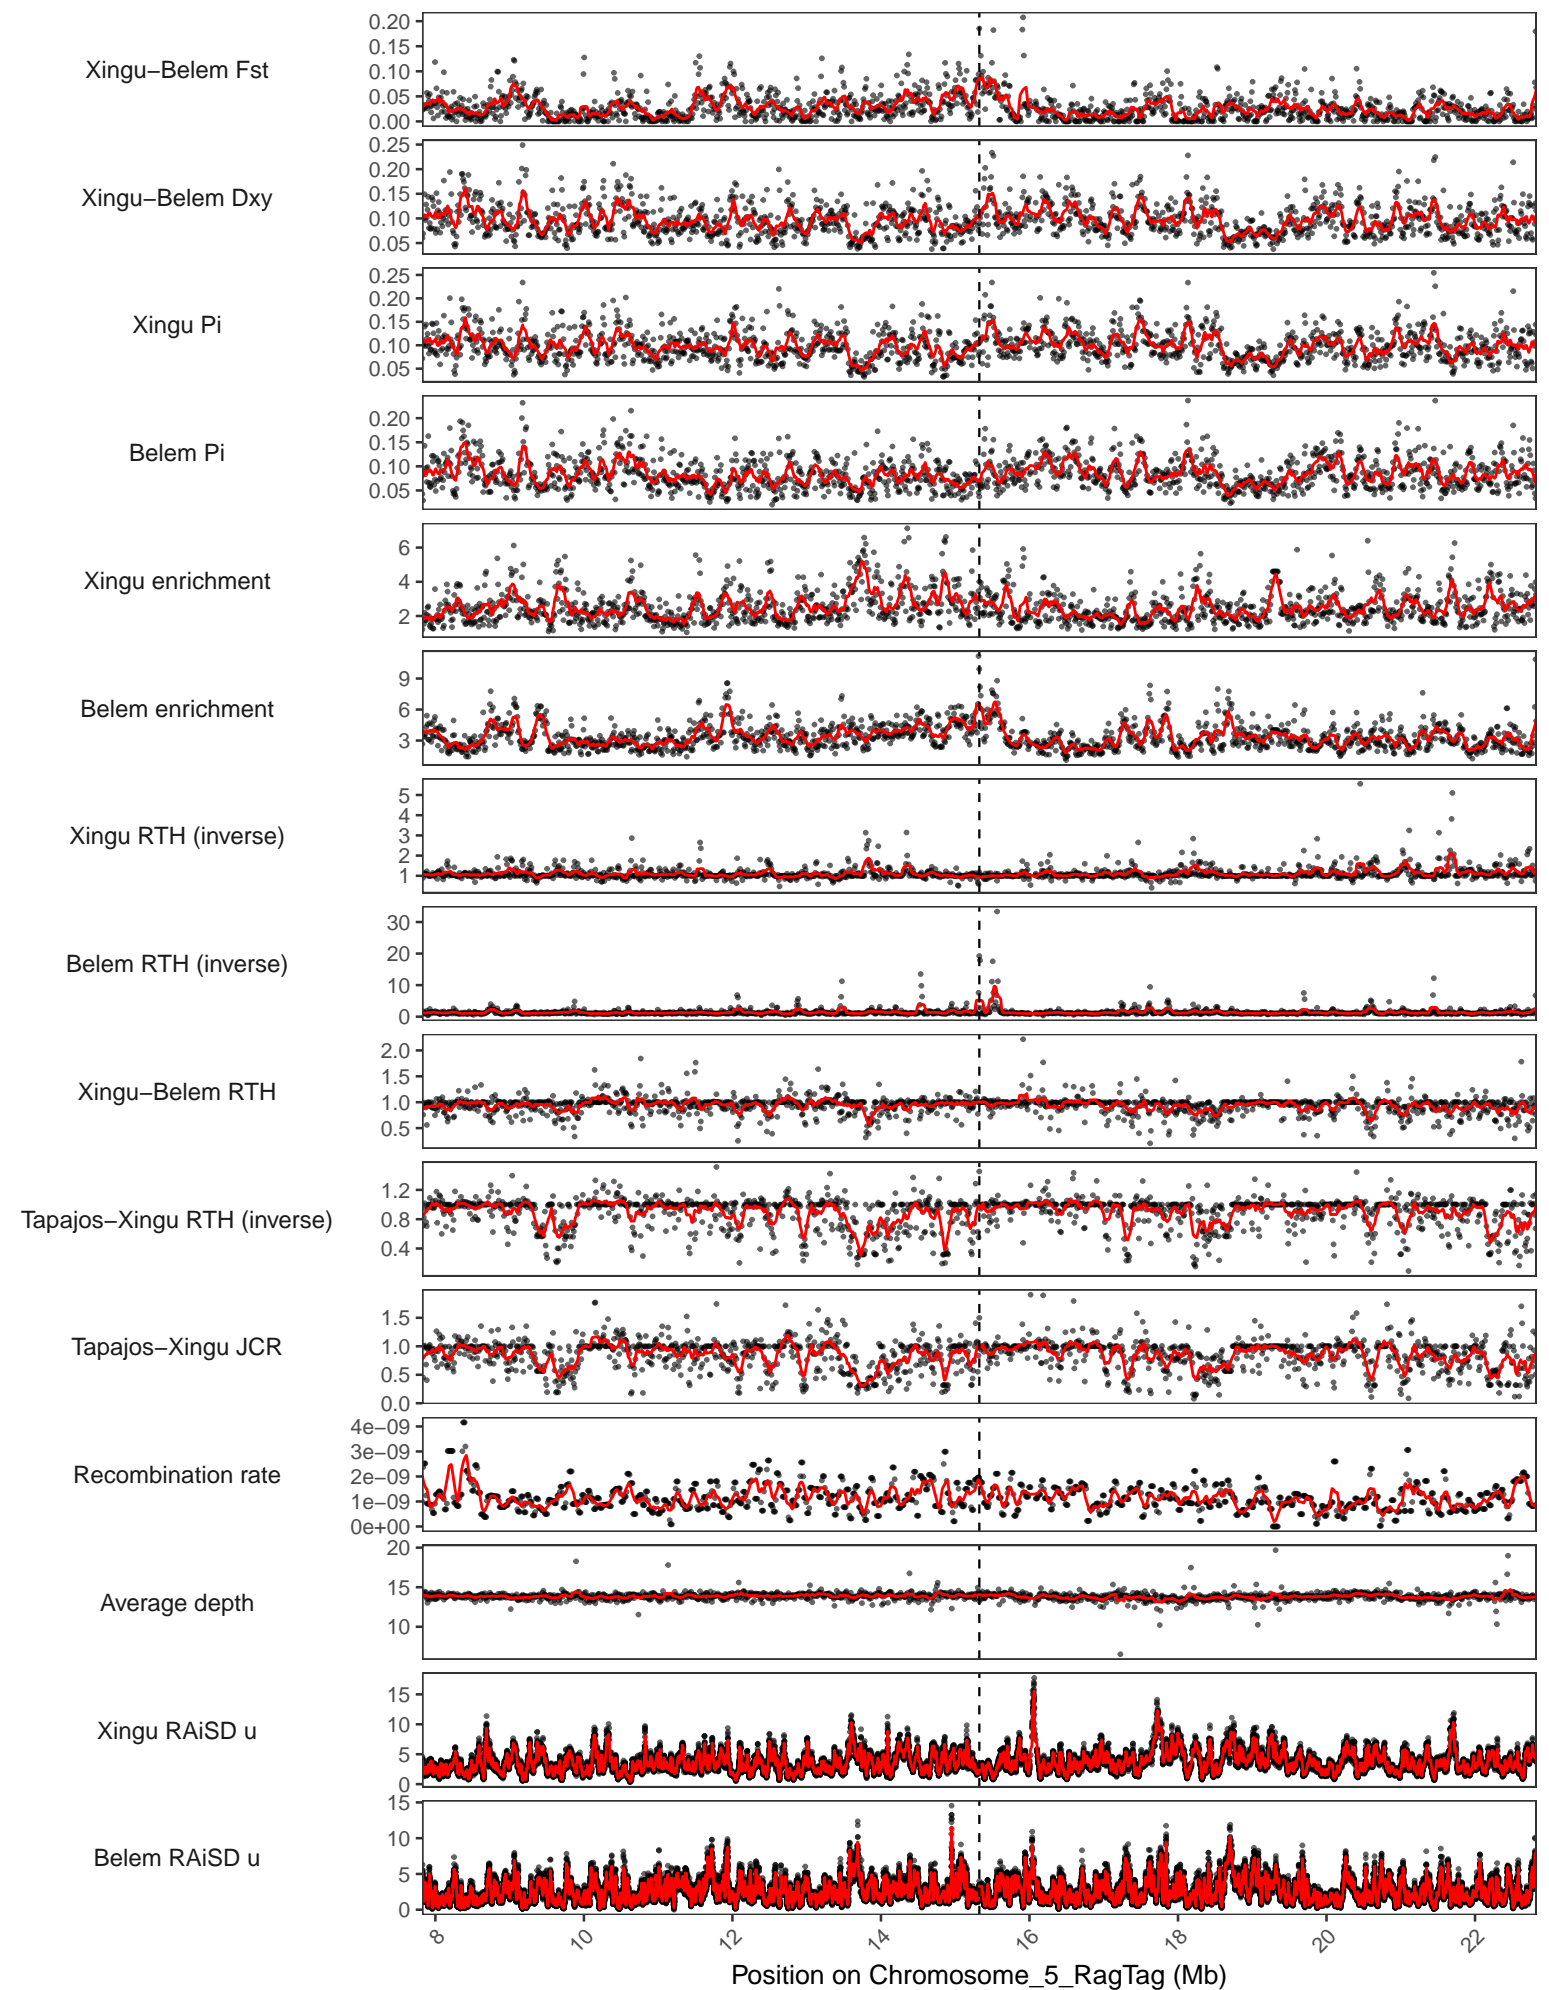 Xingu−Belem Fst
0.20
0.15
0.10
0.05
0.00
Xingu−Belem Dxy
0.25
0.20
0.15
0.10
0.05
Xingu Pi
0.25
0.20
0.15
0.10
0.05
Belem Pi
0.20
0.15
0.10
0.05
Xingu enrichment
6
4
2
Belem enrichment
9
6
3
Xingu RTH (inverse)
5
4
3
2
1
Belem RTH (inverse)
30
20
10
0
Xingu−Belem RTH
2.0
1.5
1.0
0.5
Tapajos−Xingu RTH (inverse)
1.2
0.8
0.4
Tapajos−Xingu JCR
1.5
1.0
0.5
0.0
Recombination rate
4e−09
3e−09
2e−09
1e−09
0e+00
Average depth
20
15
10
Xingu RAiSD u
15
10
5
0
Belem RAiSD u
15
10
5
0
8 10 12 14 16 18 20 22
Position on Chromosome_5_RagTag (Mb)